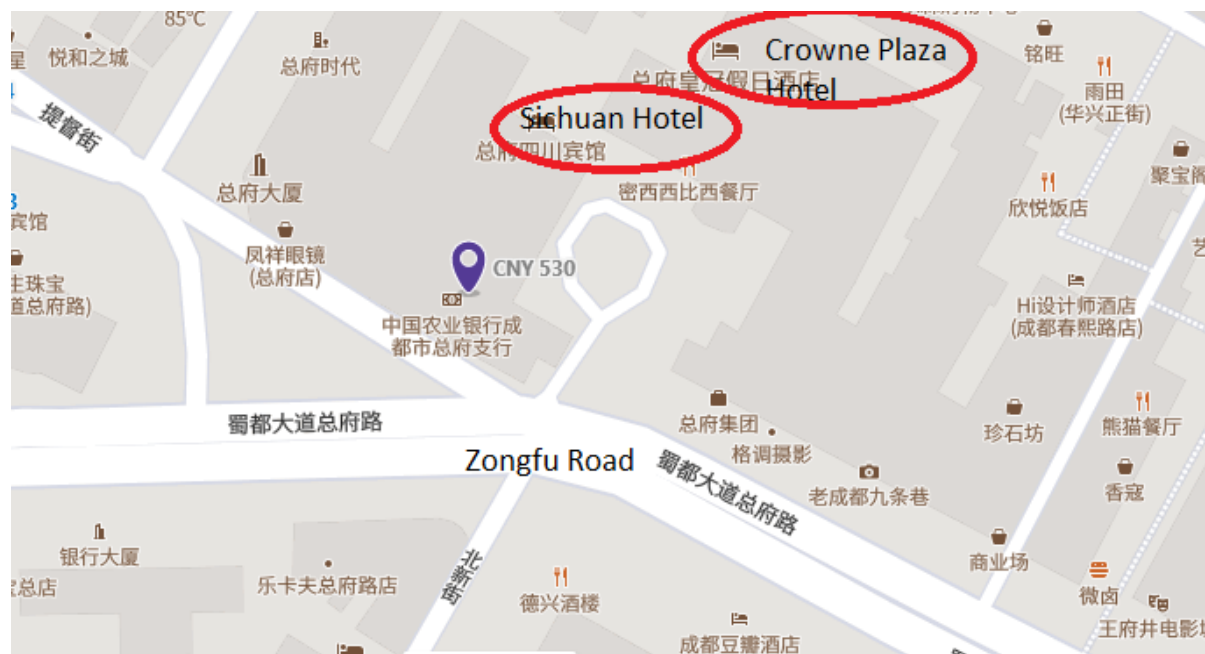 85℃
悦和之城
总府时代
Crowne Plaza
Hotel
总府皇冠假日酒店
铭旺
雨田
(华兴正街)
提督街
Sichuan Hotel
总府四川宾馆
聚宝阁
总府大厦
密西西比西餐厅
欣悦饭店
宾馆
凤祥眼镜
(总府店)
CNY 530
生珠宝
道总府路)
Hi设计师酒店
(成都春熙路店)
中国农业银行成
都市总府支行
蜀都大道总府路
总府集团
格调摄影
珍石坊
熊猫餐厅
Zongfu Road
蜀都大道总府路
老成都九条巷
香寇
银行大厦
北新街
商业场
乐卡夫总府路店
德兴酒楼
微卤
总店
王府井电影
成都豆瓣酒店